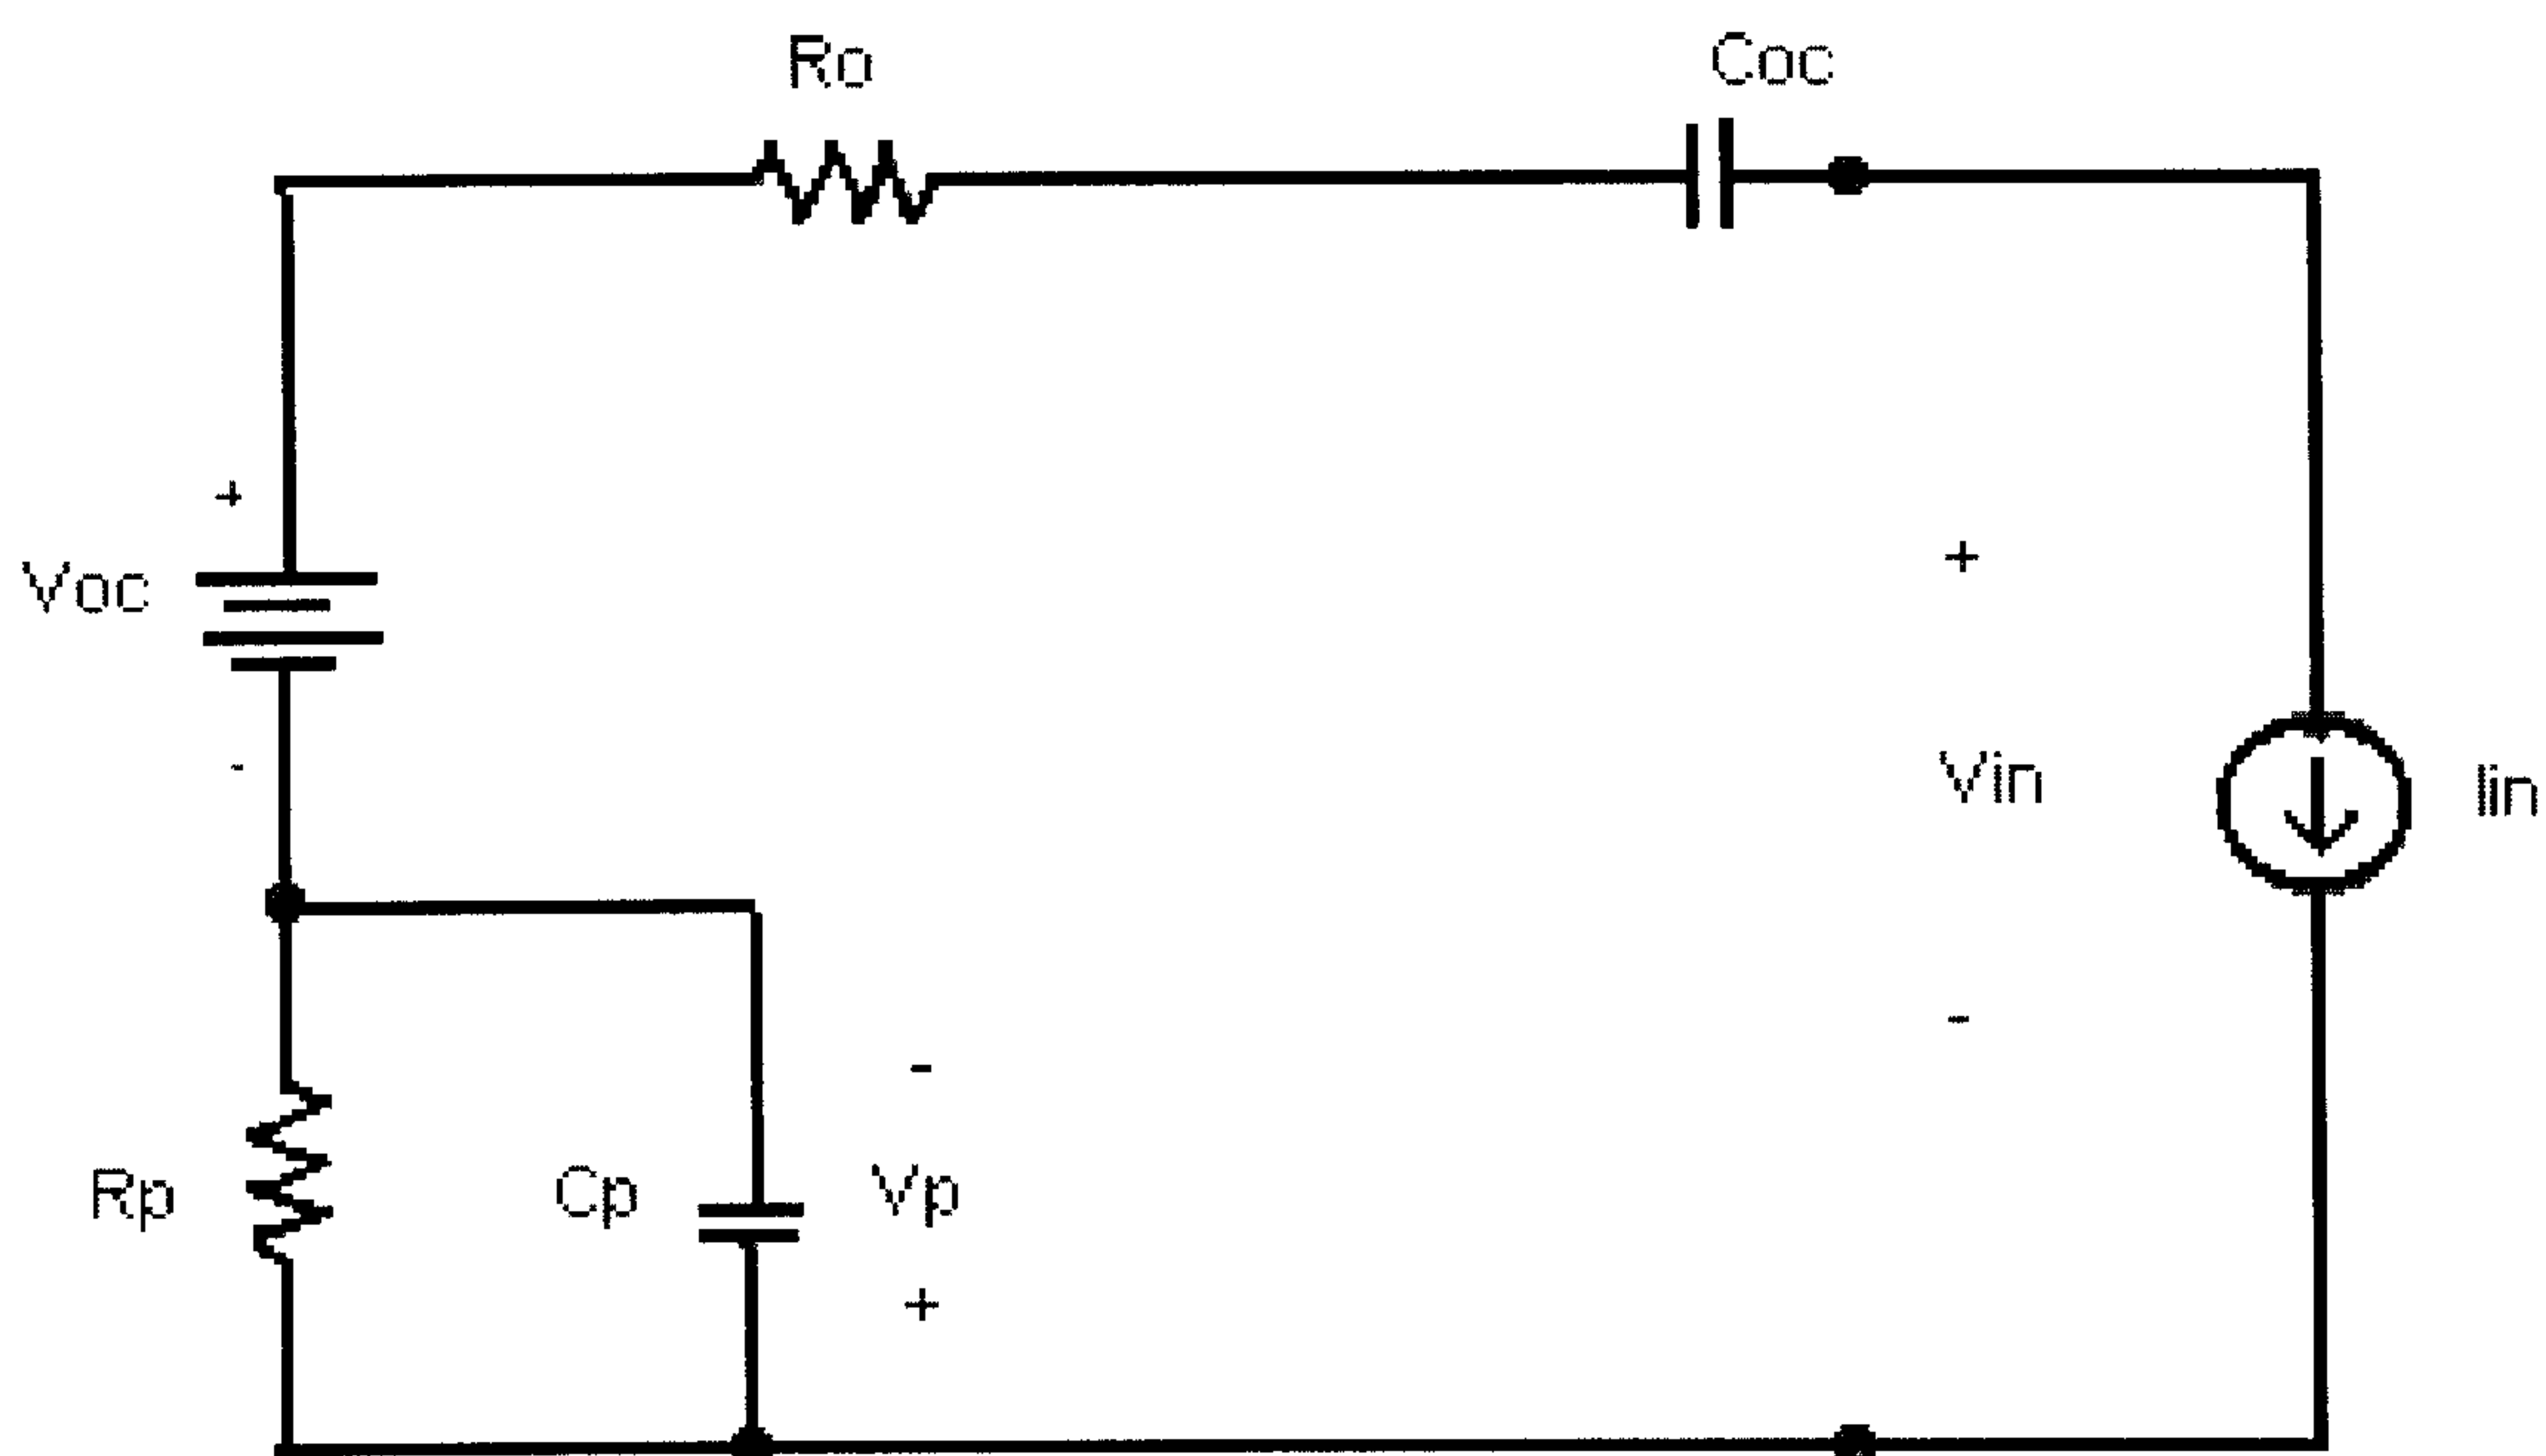 Ro
Coc
+
Voc
-
+
Vin
-
Iin
Rp
Cp
-
Vp
+